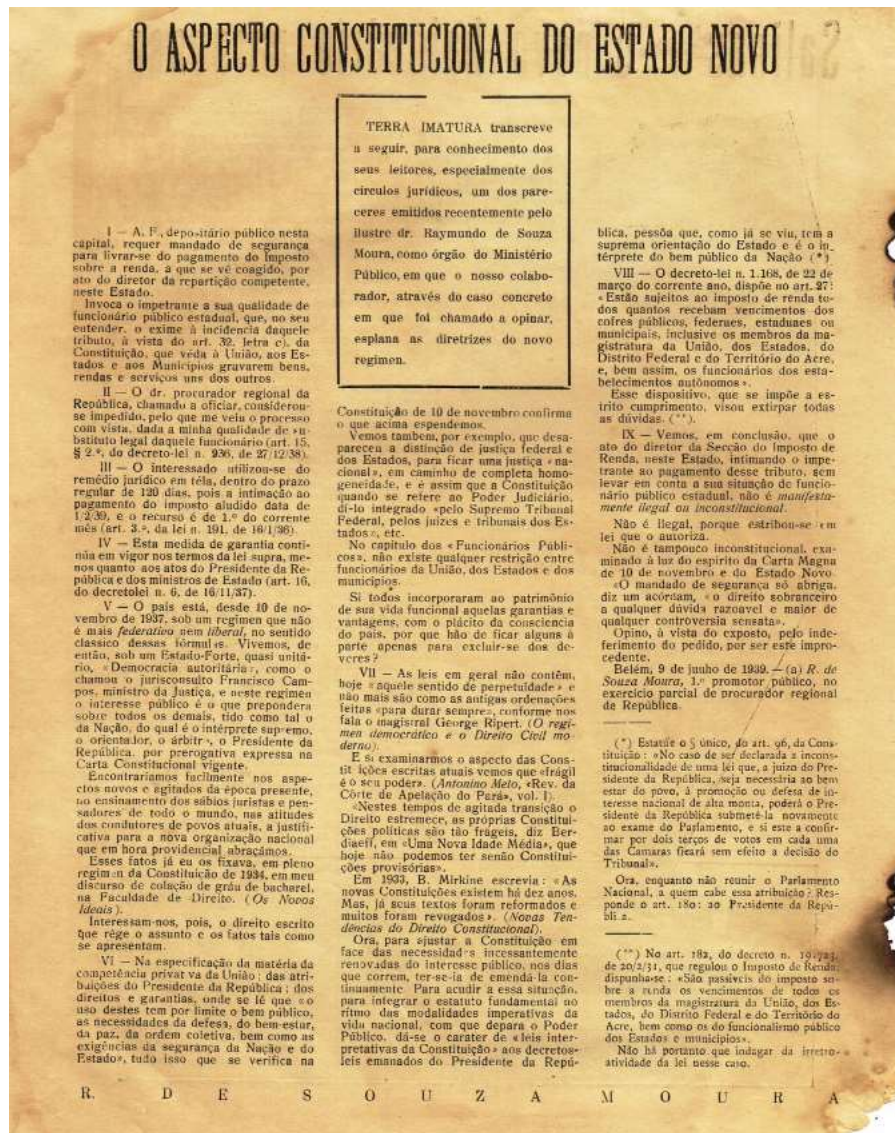 O ASPECTO CONSTITUCIONAL DO ESTADO NOVO
TERRA IMATURA transcreve
a seguir, para conhecimento dos
seus leitores, especialmente dos
circulos jurídicos, um dos pare-
ceres emitidos recentemente pelo
ilustre dr. Raymundo de Souza
Moura, como órgão do Ministério
Público, em que o nosso colabo-
rador, através do caso concreto
em que foi chamado a opinar,
esplana as diretrizes do novo
regimen.
I — A. F., depositário público nesta
capital, requer mandado de segurança
para livrar-se do pagamento do Imposto
sobre a renda, a que se vê coagido, por
ato do diretor da repartição competente,
neste Estado.
Invoca o impetrante a sua qualidade de
funcionário público estadual, que, no seu
entender, o exime à incidencia daquele
tributo, à vista do art. 32, letra c), da
Constituição, que véda à União, aos Es-
tados e aos Municipios gravarem bens,
rendas e serviços uns dos outros.
II — O dr. procurador regional da
República, chamado a oficiar, considerou-
se impedido, pelo que me veiu o processo
com vista, dada a minha qualidade de su-
bstituto legal daquele funcionário (art. 15,
§ 2.º, do decreto-lei n. 936, de 27/12/38).
III — O interessado utilizou-se do
remédio jurídico em téla, dentro do prazo
regular de 120 dias, pois a intimação ao
pagamento do imposto aludido data de
1/2/39, e o recurso é de 1.º do corrente
mês (art. 3.º, da lei n. 191, de 16/1/36).
IV — Esta medida de garantia conti-
núa em vigor nos termos da lei supra, me-
nos quanto aos atos do Presidente da Re-
pública e dos ministros de Estado (art. 16,
do decretolei n. 6, de 16/11/37).
V — O país está, desde 10 de no-
vembro de 1937, sob um regimen que não
é mais federativo nem liberal, no sentido
classico dessas fórmulas. Vivemos, de
então, sob um Estado-Forte, quasi unitá-
rio, «Democracia autoritária», como o
chamou o jurisconsulto Francisco Cam-
pos, ministro da Justiça, e neste regimen
o interesse público é o que prepondera
sobre todos os demais, tido como tal o
da Nação, do qual é o intérprete supremo,
o orientador, o árbitro, o Presidente da
República, por prerogativa expressa na
Carta Constitucional vigente.
Encontrariamos facilmente nos aspe-
ctos novos e agitados da época presente,
no ensinamento dos sábios juristas e pen-
sadores de todo o mundo, nas atitudes
dos condutores de povos atuais, a justifi-
cativa para a nova organização nacional
que em hora providencial abraçámos.
Esses fatos já eu os fixava, em pleno
regimen da Constituição de 1934, em meu
discurso de colação de gráu de bacharel,
na Faculdade de Direito. (Os Novos
Ideais).
Interessam-nos, pois, o direito escrito
que rége o assunto e os fatos tais como
se apresentam.
VI — Na especificação da matéria da
competência privativa da União; das atri-
buições do Presidente da República; dos
direitos e garantias, onde se lê que «o
uso destes tem por limite o bem público,
as necessidades da defesa, do bem-estar,
da paz, da ordem coletiva, bem como as
exigências da segurança da Nação e do
Estado», tudo isso que se verifica na
Constituição de 10 de novembro confirma
o que acima espendemos.
Vemos tambem, por exemplo, que desa-
pareceu a distinção de justiça federal e
dos Estados, para ficar uma justiça «na-
cional», em caminho de completa homo-
geneidade, e é assim que a Constituição
quando se refere ao Poder Judiciário,
dí-lo integrado «pelo Supremo Tribunal
Federal, pelos juizes e tribunais dos Es-
tados», etc.
No capitulo dos «Funcionários Públi-
cos», não existe qualquer restrição entre
funcionários da União, dos Estados e dos
municipios.
Si todos incorporaram ao patrimônio
de sua vida funcional aquelas garantias e
vantagens, com o plácito da consciencia
do país, por que hão de ficar alguns à
parte apenas para excluir-se dos de-
veres?
VII — As leis em geral não contêm,
hoje «aquele sentido de perpetuidade» e
não mais são como as antigas ordenações
feitas «para durar sempre», conforme nos
fala o magistral George Ripert. (O regi-
men democrático e o Direito Civil mo-
derno).
E si examinarmos o aspecto das Cons-
tit ições escritas atuais vemos que «frágil
é o seu poder». (Antonino Melo, «Rev. da
Côrte de Apelação do Pará», vol. I).
«Nestes tempos de agitada transição o
Direito estremece, as próprias Constitui-
ções políticas são tão frágeis, diz Ber-
diaeff, em «Uma Nova Idade Média», que
hoje não podemos ter senão Constitui-
ções provisórias».
Em 1933, B. Mirkine escrevia: «As
novas Constituições existem há dez anos.
Mas, já seus textos foram reformados e
muitos foram revogados». (Novas Ten-
dências do Direito Constitucional).
Ora, para ajustar a Constituição em
face das necessidades incessantemente
renovadas do interesse público, nos dias
que correm, ter-se-ia de emendá-la con-
tinuamente. Para acudir a essa situação,
para integrar o estatuto fundamental no
ritmo das modalidades imperativas da
vida nacional, com que depara o Poder
Público, dá-se o carater de «leis inter-
pretativas da Constituição» aos decretos-
leis emanados do Presidente da Repú-
blica, pessôa que, como já se viu, tem a
suprema orientação do Estado e é o in-
térprete do bem público da Nação (*)
VIII — O decreto-lei n. 1.168, de 22 de
março do corrente ano, dispõe no art. 27:
«Estão sujeitos ao imposto de renda to-
dos quantos recebam vencimentos dos
cofres públicos, federaes, estaduaes ou
municipais, inclusive os membros da ma-
gistratura da União, dos Estados, do
Distrito Federal e do Territorio do Acre,
e, bem assim, os funcionários dos esta-
belecimentos autônomos».
Esse dispositivo, que se impõe a es-
trito cumprimento, visou extirpar todas
as dúvidas. (**).
IX — Vemos, em conclusão, que o
ato do diretor da Secção do Imposto de
Renda, neste Estado, intimando o impe-
trante ao pagamento desse tributo, sem
levar em conta a sua situação de funcio-
nário público estadual, não é manifesta-
mente ilegal ou inconstitucional.
Não é ilegal, porque estribou-se em
lei que o autoriza.
Não é tampouco inconstitucional, exa-
minado à luz do espirito da Carta Magna
de 10 de novembro e do Estado Novo.
«O mandado de segurança só abriga,
diz um acórdam, «o direito sobranceiro
a qualquer dúvida razoavel e maior de
qualquer controversia sensata».
Opino, à vista do exposto, pelo inde-
ferimento do pedido, por ser este impro-
cedente.
Belém, 9 de junho de 1939.—(a) R. de
Souza Moura, 1.º promotor público, no
exercicio parcial de procurador regional
da República.
(*) Estatúe o § único, do art. 96, da Cons-
tituição: «No caso de ser declarada a incons-
titucionalidade de uma lei que, a juizo do Pre-
sidente da República, seja necessária ao bem
estar do povo, à promoção ou defesa de in-
teresse nacional de alta monta, poderá o Pre-
sidente da República submetê-la novamente
ao exame do Parlamento, e si este a confir-
mar por dois terços de votos em cada uma
das Camaras ficará sem efeito a decisão do
Tribunal».
Ora, enquanto não reunir o Parlamento
Nacional, a quem cabe essa atribuição? Res-
ponde o art. 180: ao Presidente da Repú-
bli a.
(**) No art. 182, do decreto n. 19.723,
de 20/2/31, que regulou o Imposto de Renda;
dispunha-se: «São passiveis do imposto so-
bre a renda os vencimentos de todos os
membros da magistratura da União, dos Es-
tados, do Distrito Federal e do Território do
Acre, bem como os do funcionalismo público
dos Estados e municipios».
Não há portanto que indagar da irretro-
atividade da lei nesse caso.
R. DE SOUZA MOURA